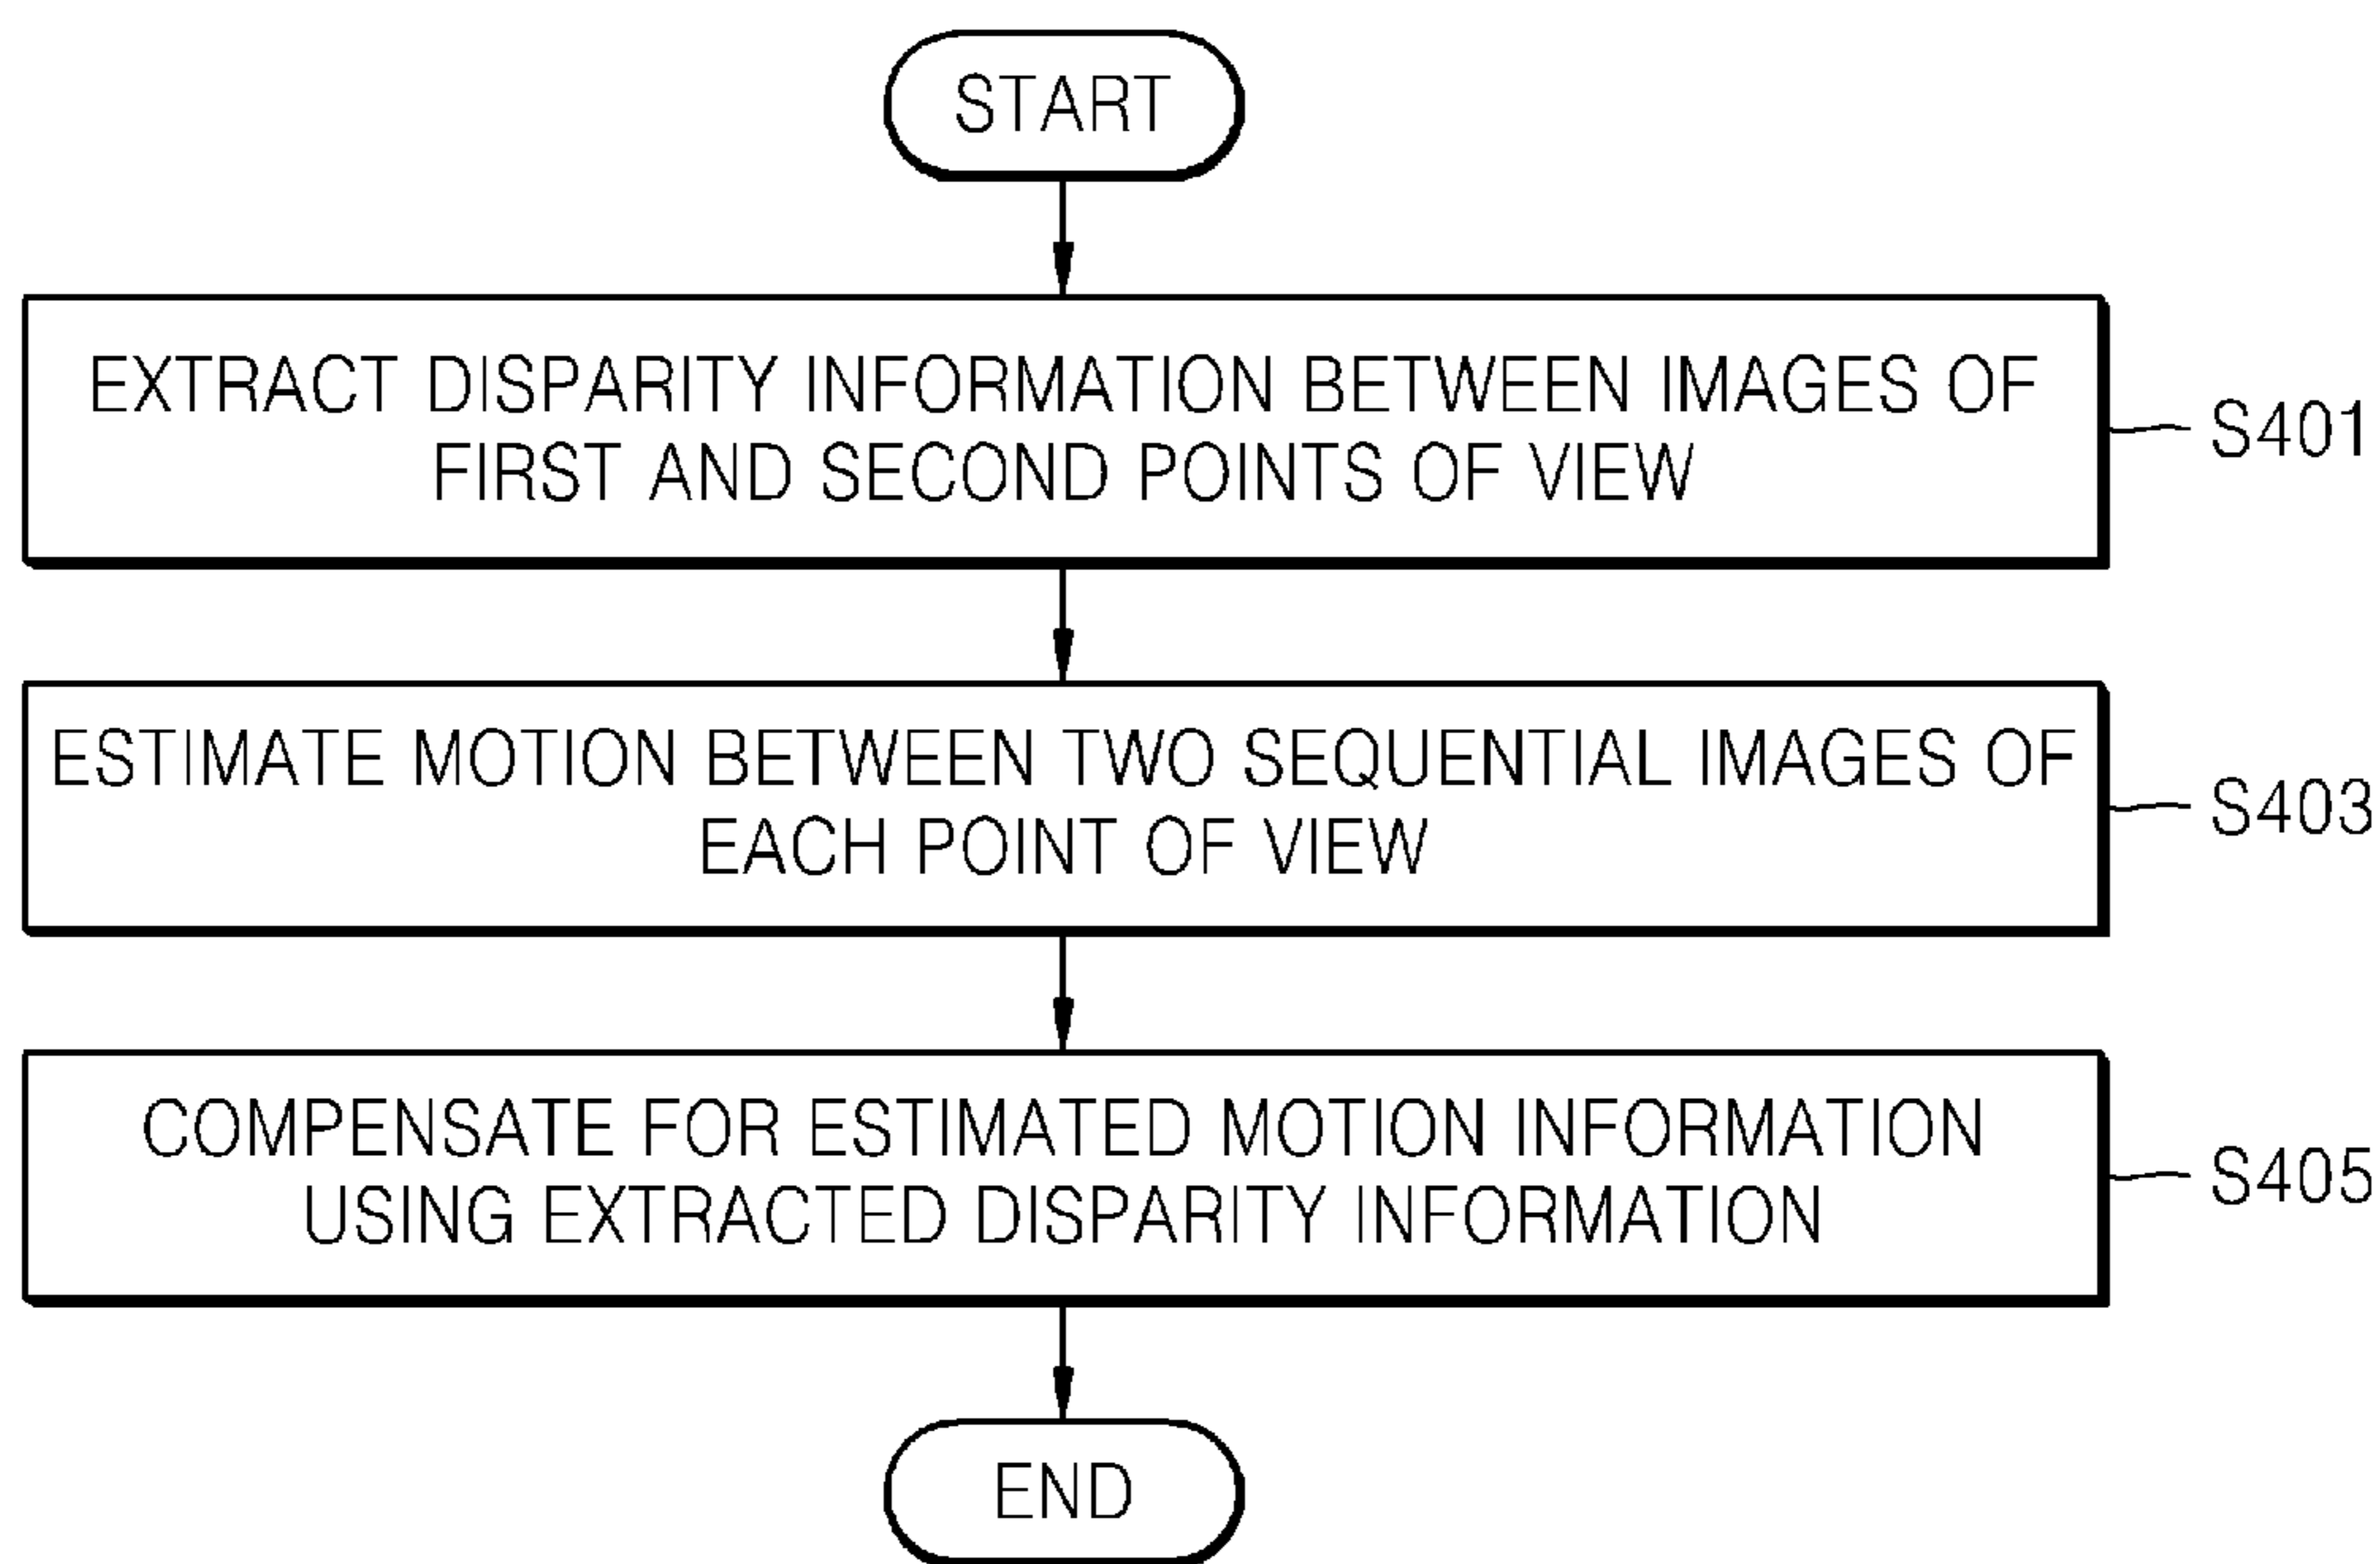 START
EXTRACT DISPARITY INFORMATION BETWEEN IMAGES OF
FIRST AND SECOND POINTS OF VIEW
S401
ESTIMATE MOTION BETWEEN TWO SEQUENTIAL IMAGES OF
EACH POINT OF VIEW
S403
COMPENSATE FOR ESTIMATED MOTION INFORMATION
USING EXTRACTED DISPARITY INFORMATION
S405
END